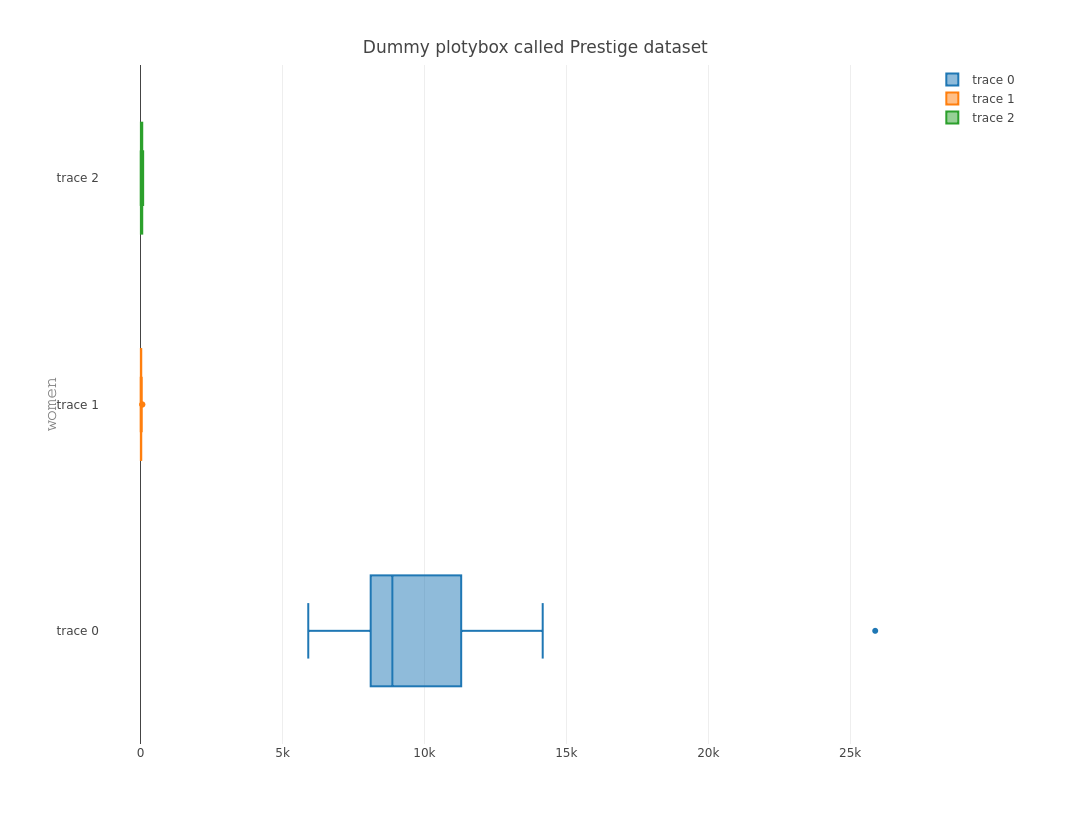 Dummy plotybox called Prestige dataset
trace 0
trace 1
trace 2
trace 2
women
trace 1
trace 0
0
5k
10k
15k
20k
25k